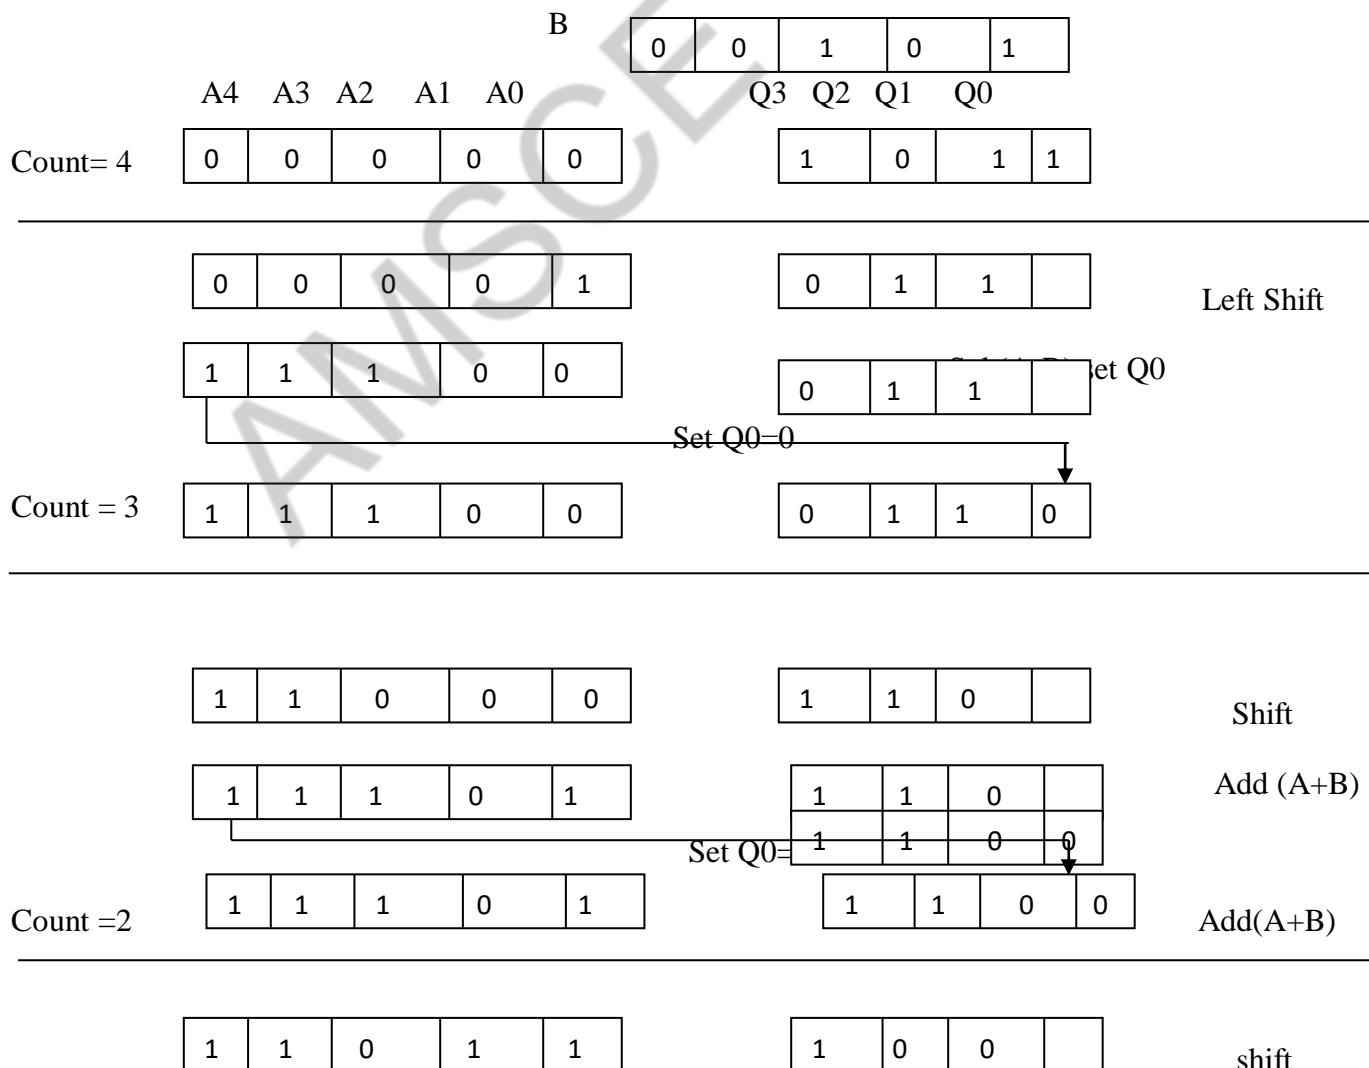 B
0 0 1 0 1
A4 A3 A2 A1 A0 Q3 Q2 Q1 Q0
Count= 4 0 0 0 0 0 1 0 1 1
0 0 0 0 1 0 1 1 Left Shift
1 1 1 0 0 0 1 1 set Q0
Set Q0=0
Count = 3 1 1 1 0 0 0 1 1 0
1 1 0 0 0 1 1 0 Shift
1 1 1 0 1 1 1 0 Add (A+B)
Set Q0= 1 1 0 0
Count =2 1 1 1 0 1 1 1 0 0 Add(A+B)
1 1 0 1 1 1 0 0 shift
AMSCE